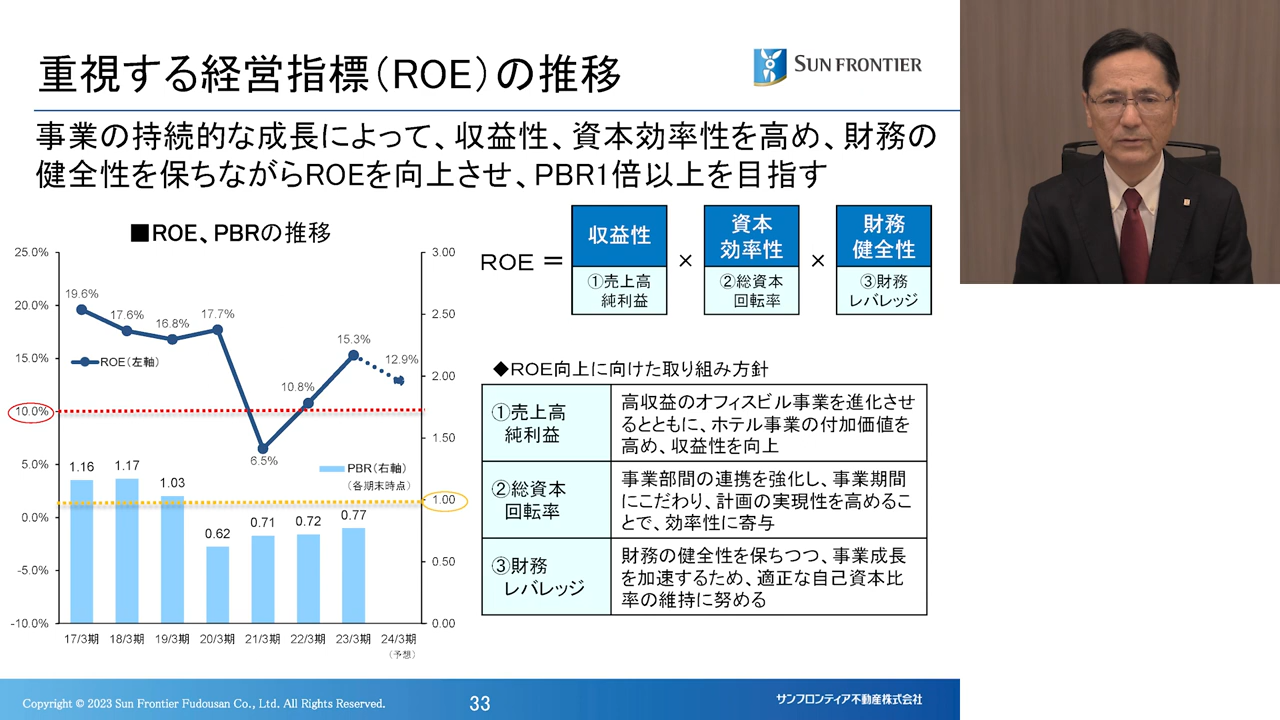 重視する経営指標(ROE)の推移
SUN FRONTIER
事業の持続的な成長によって、収益性、資本効率性を高め、財務の
健全性を保ちながらROEを向上させ、PBR1倍以上を目指す
■ROE、PBRの推移
25.0%
20.0%
15.0%
10.0%
5.0%
0.0%
-5.0%
-10.0%
3.00
2.50
2.00
1.50
1.00
0.50
0.00
19.6%
17.6%
16.8%
17.7%
6.5%
10.8%
15.3%
12.9%
ROE(左軸)
PBR(右軸)
(各期末時点)
1.16
1.17
1.03
0.62
0.71
0.72
0.77
17/3期
18/3期
19/3期
20/3期
21/3期
22/3期
23/3期
24/3期
(予想)
ROE =
収益性
①売上高
純利益
×
資本
効率性
②総資本
回転率
×
財務
健全性
③財務
レバレッジ
◆ROE向上に向けた取り組み方針
①売上高
純利益
高収益のオフィスビル事業を進化させ
るとともに、ホテル事業の付加価値を
高め、収益性を向上
②総資本
回転率
事業部間の連携を強化し、事業期間
にこだわり、計画の実現性を高めるこ
とで、効率性に寄与
③財務
レバレッジ
財務の健全性を保ちつつ、事業成長
を加速するため、適正な自己資本比
率の維持に努める
Copyright © 2023 Sun Frontier Fudousan Co., Ltd. All Rights Reserved.
33
サンフロンティア不動産株式会社